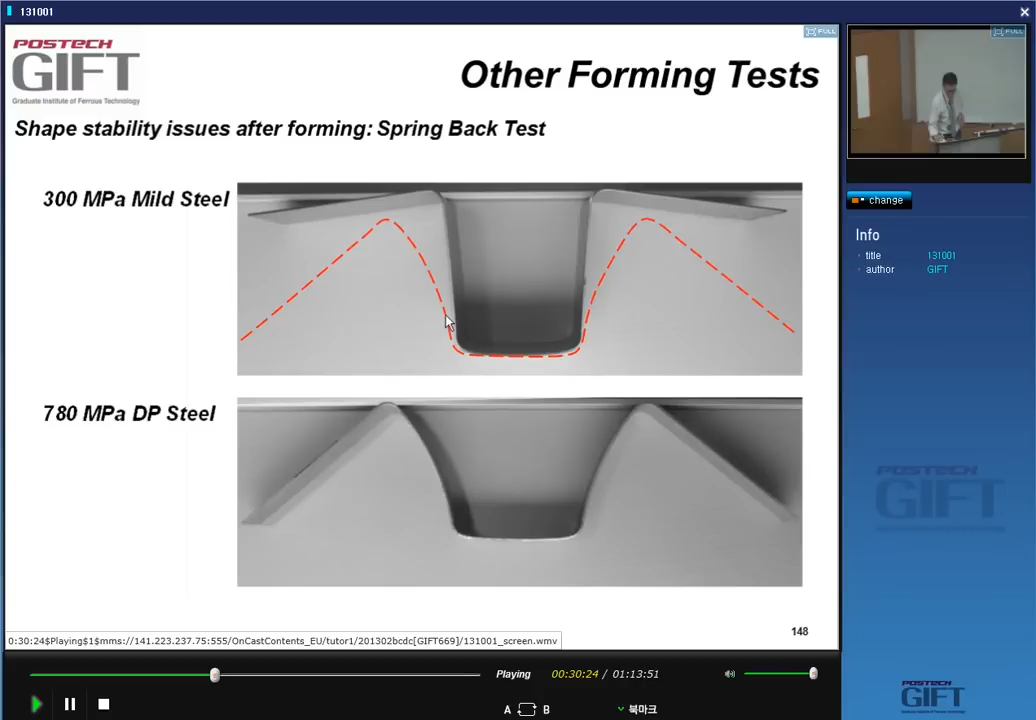 131001
POSTECH
GIFT
Graduate Institute of Ferrous Technology
FULL
Other Forming Tests
Shape stability issues after forming: Spring Back Test
300 MPa Mild Steel
780 MPa DP Steel
148
0:30:24$Playing$1$mms://141.223.237.75:555/OnCastContents_EU/tutor1/201302bcdc[GIFT669]/131001_screen.wmv
Playing
00:30:24 / 01:13:51
A B
북마크
FULL
change
Info
title 131001
author GIFT
POSTECH
GIFT
POSTECH
GIFT